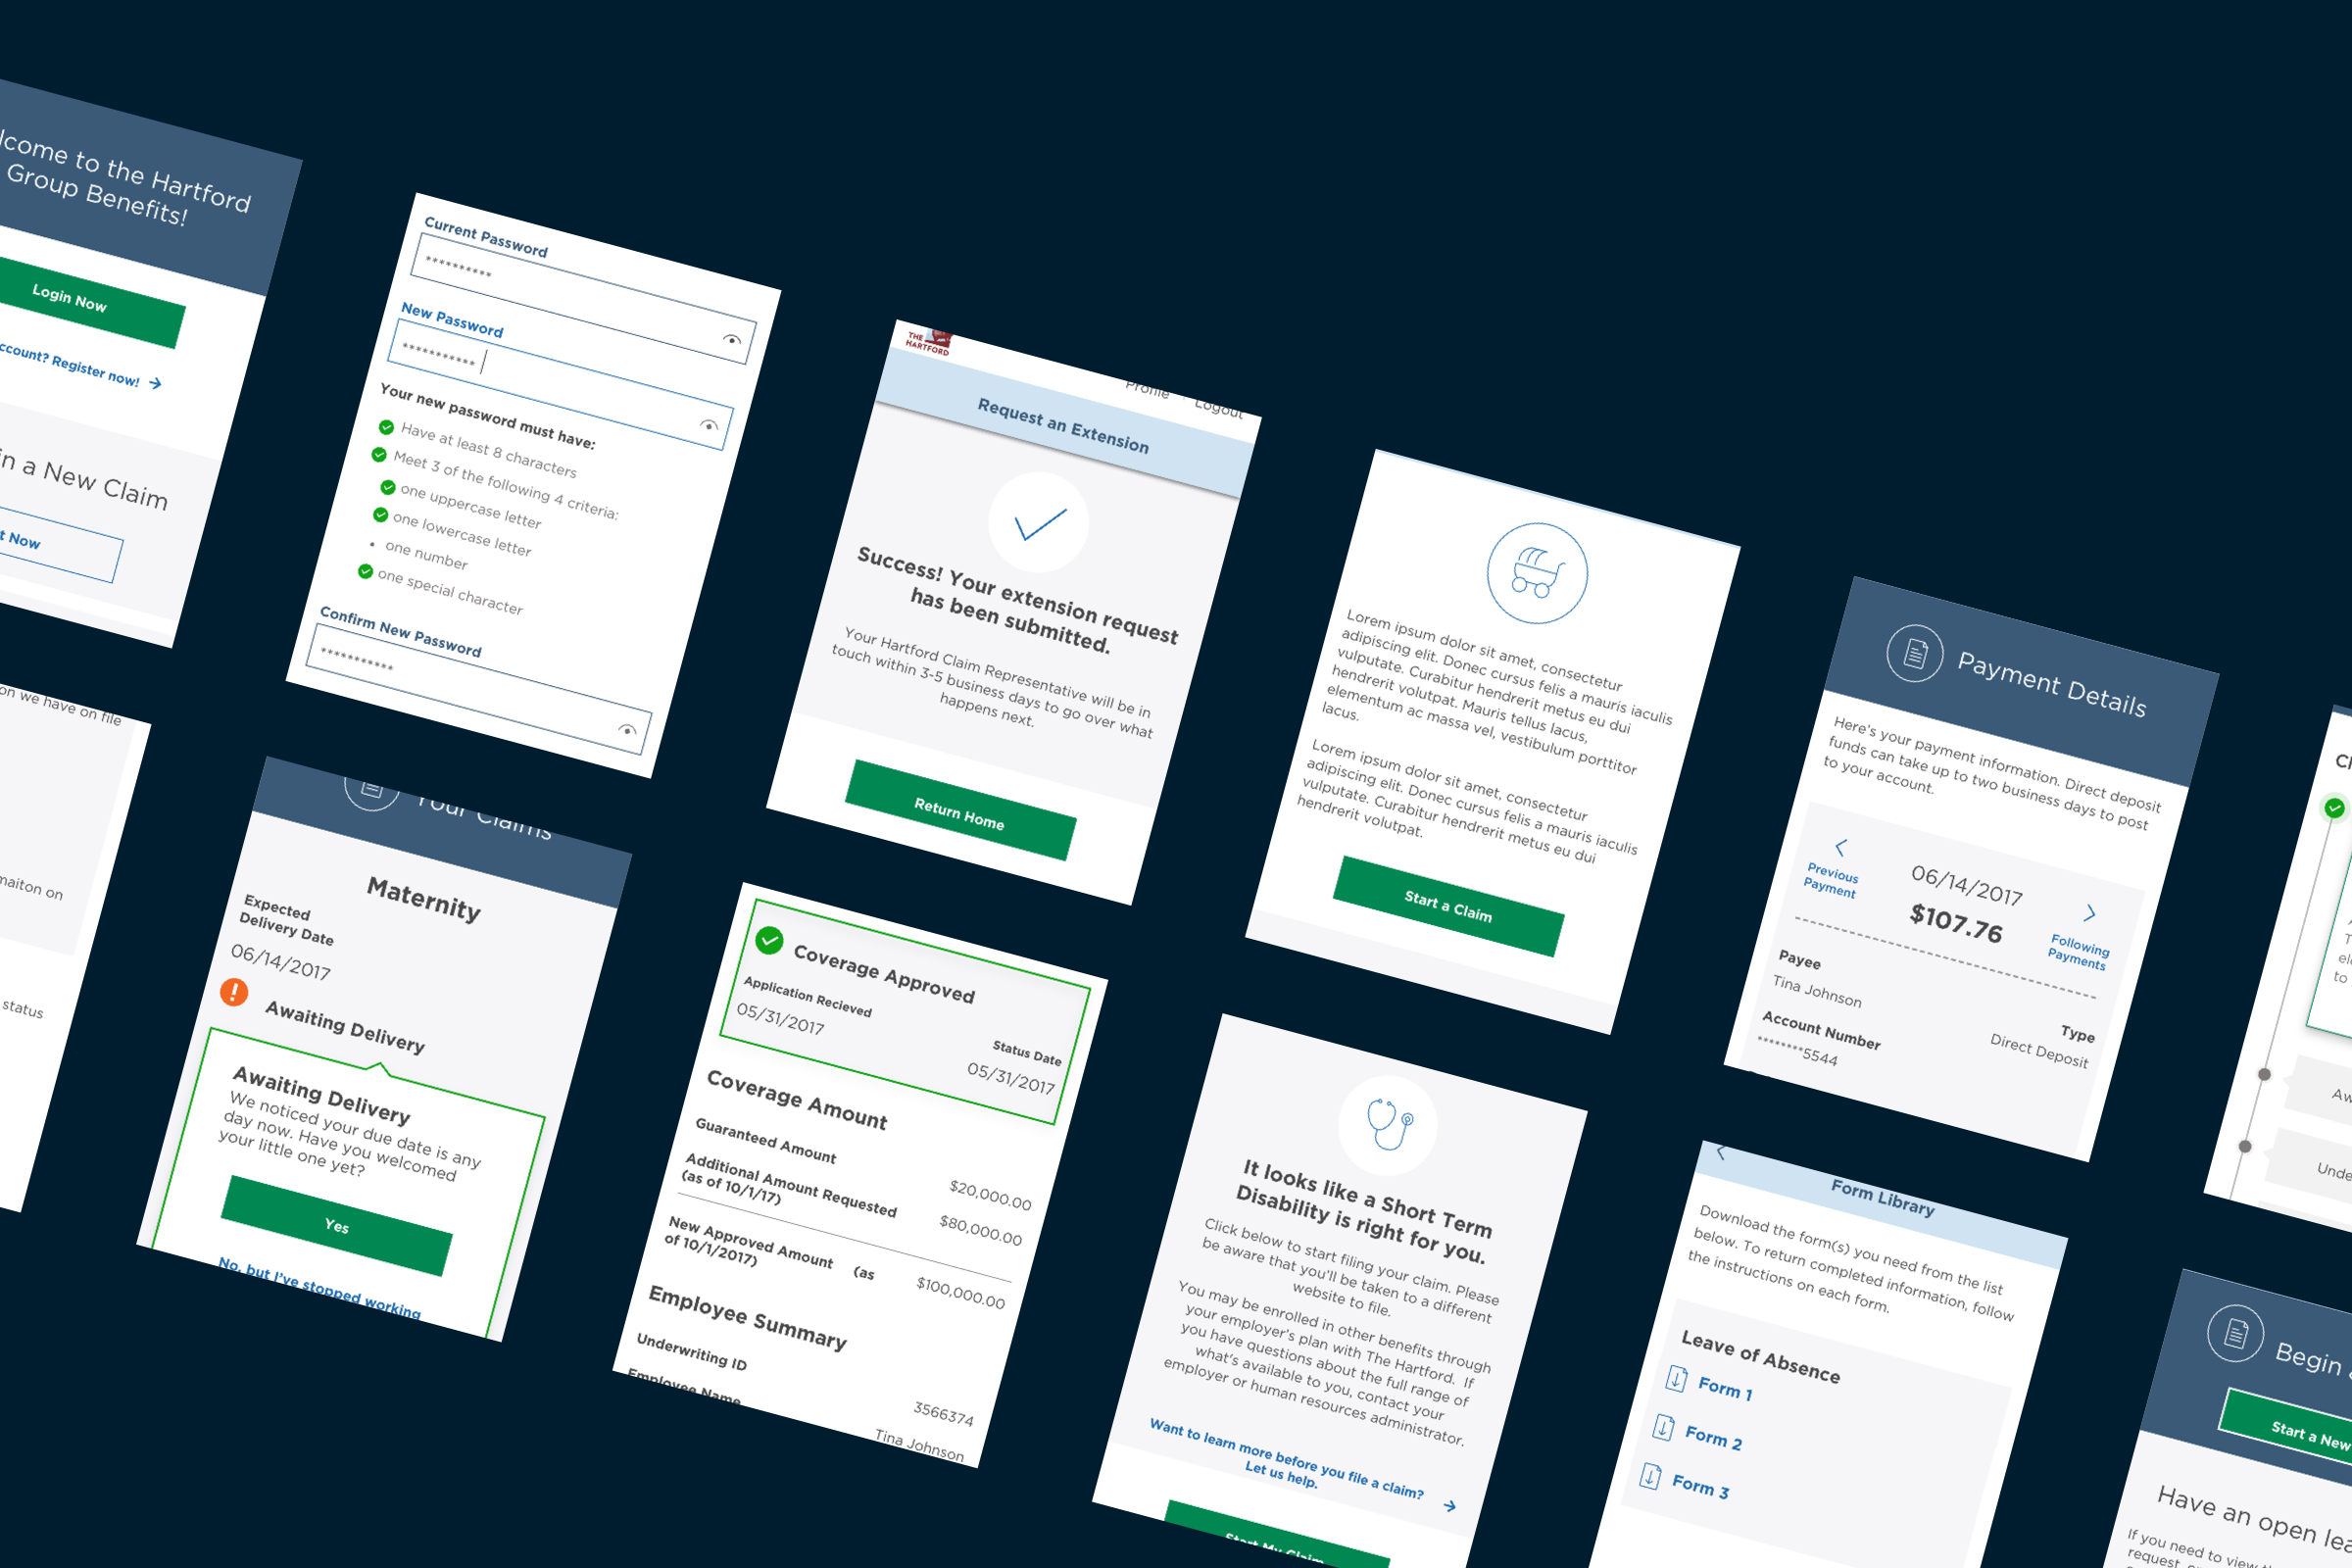 lcome to the Hartford
Group Benefits!
Login Now
ccount? Register now!
in a New Claim
t Now
Current Password
**********
New Password
***********
Your new password must have:
Have at least 8 characters
Meet 3 of the following 4 criteria:
one uppercase letter
one lowercase letter
• one number
one special character
Confirm New Password
***********
THE
HARTFORD
Profile
Logout
Request an Extension
Success! Your extension request
has been submitted.
Your Hartford Claim Representative will be in
touch within 3-5 business days to go over what
happens next.
Return Home
Lorem ipsum dolor sit amet, consectetur
adipiscing elit. Donec cursus felis a mauris iaculis
vulputate. Curabitur hendrerit metus eu dui
hendrerit volutpat. Mauris tellus lacus,
elementum ac massa vel, vestibulum porttitor
lacus.
Lorem ipsum dolor sit amet, consectetur
adipiscing elit. Donec cursus felis a mauris iaculis
vulputate. Curabitur hendrerit metus eu dui
hendrerit volutpat.
Start a Claim
Payment Details
Here's your payment information. Direct deposit
funds can take up to two business days to post
to your account.
Previous
Payment
06/14/2017
$107.76
Following
Payments
Payee
Tina Johnson
Account Number
********5544
Type
Direct Deposit
on we have on file
maiton on
status
Your Claims
Maternity
Expected
Delivery Date
06/14/2017
Awaiting Delivery
Awaiting Delivery
We noticed your due date is any
day now. Have you welcomed
your little one yet?
Yes
No, but I've stopped working
Coverage Approved
Application Recieved
05/31/2017
Status Date
05/31/2017
Coverage Amount
Guaranteed Amount
$20,000.00
Additional Amount Requested
(as of 10/1/17)
$80,000.00
New Approved Amount (as
of 10/1/2017)
$100,000.00
Employee Summary
Underwriting ID
3566374
Employee Name
Tina Johnson
It looks like a Short Term
Disability is right for you.
Click below to start filing your claim. Please
be aware that you'll be taken to a different
website to file.
You may be enrolled in other benefits through
your employer's plan with The Hartford. If
you have questions about the full range of
what's available to you, contact your
employer or human resources administrator.
Want to learn more before you file a claim?
Let us help.
Start My Claim
Form Library
Download the form(s) you need from the list
below. To return completed information, follow
the instructions on each form.
Leave of Absence
Form 1
Form 2
Form 3
Cl
T
el
to
Aw
Unde
Begin
Start a New
Have an open lea
If you need to view th